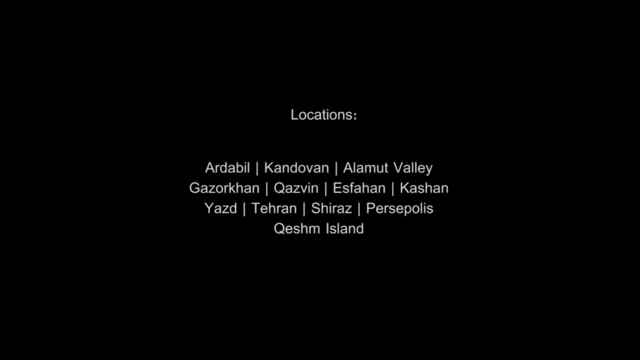 Locations:
Ardabil | Kandovan | Alamut Valley
Gazorkhan | Qazvin | Esfahan | Kashan
Yazd | Tehran | Shiraz | Persepolis
Qeshm Island